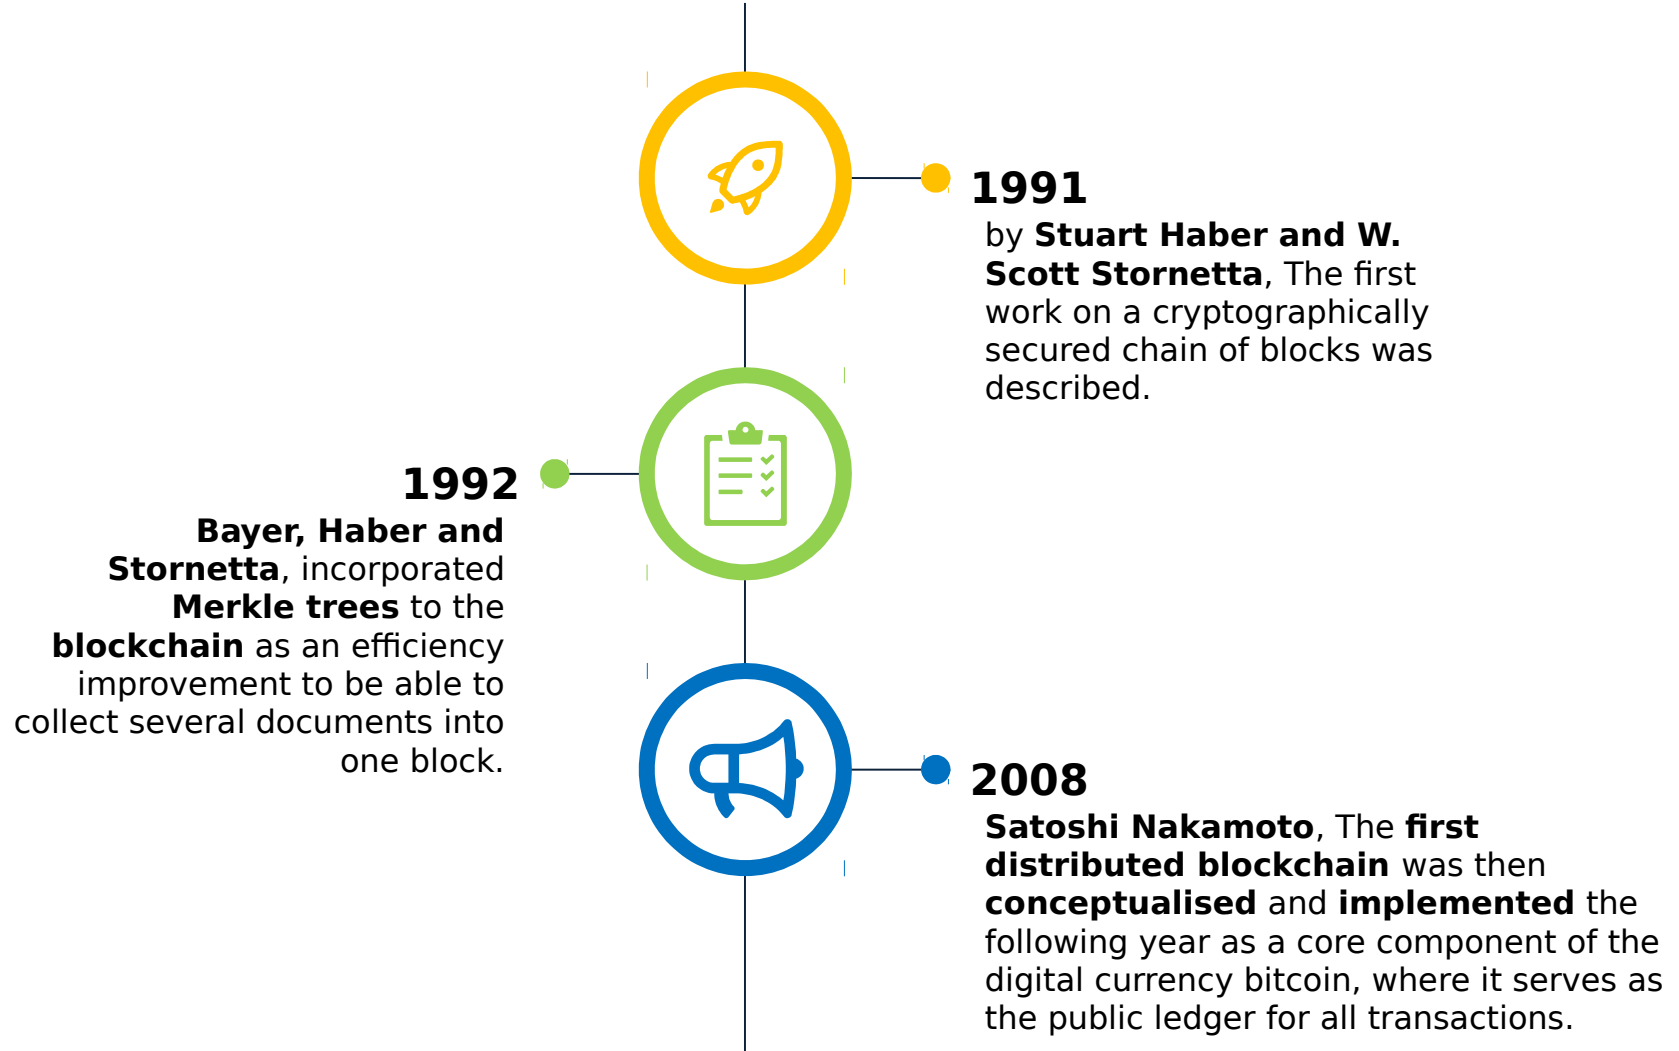 1991
by Stuart Haber and W.
Scott Stornetta, The first
work on a cryptographically
secured chain of blocks was
described.
1992
Bayer, Haber and
Stornetta, incorporated
Merkle trees to the
blockchain as an efficiency
improvement to be able to
collect several documents into
one block.
2008
Satoshi Nakamoto, The first
distributed blockchain was then
conceptualised and implemented the
following year as a core component of the
digital currency bitcoin, where it serves as
the public ledger for all transactions.